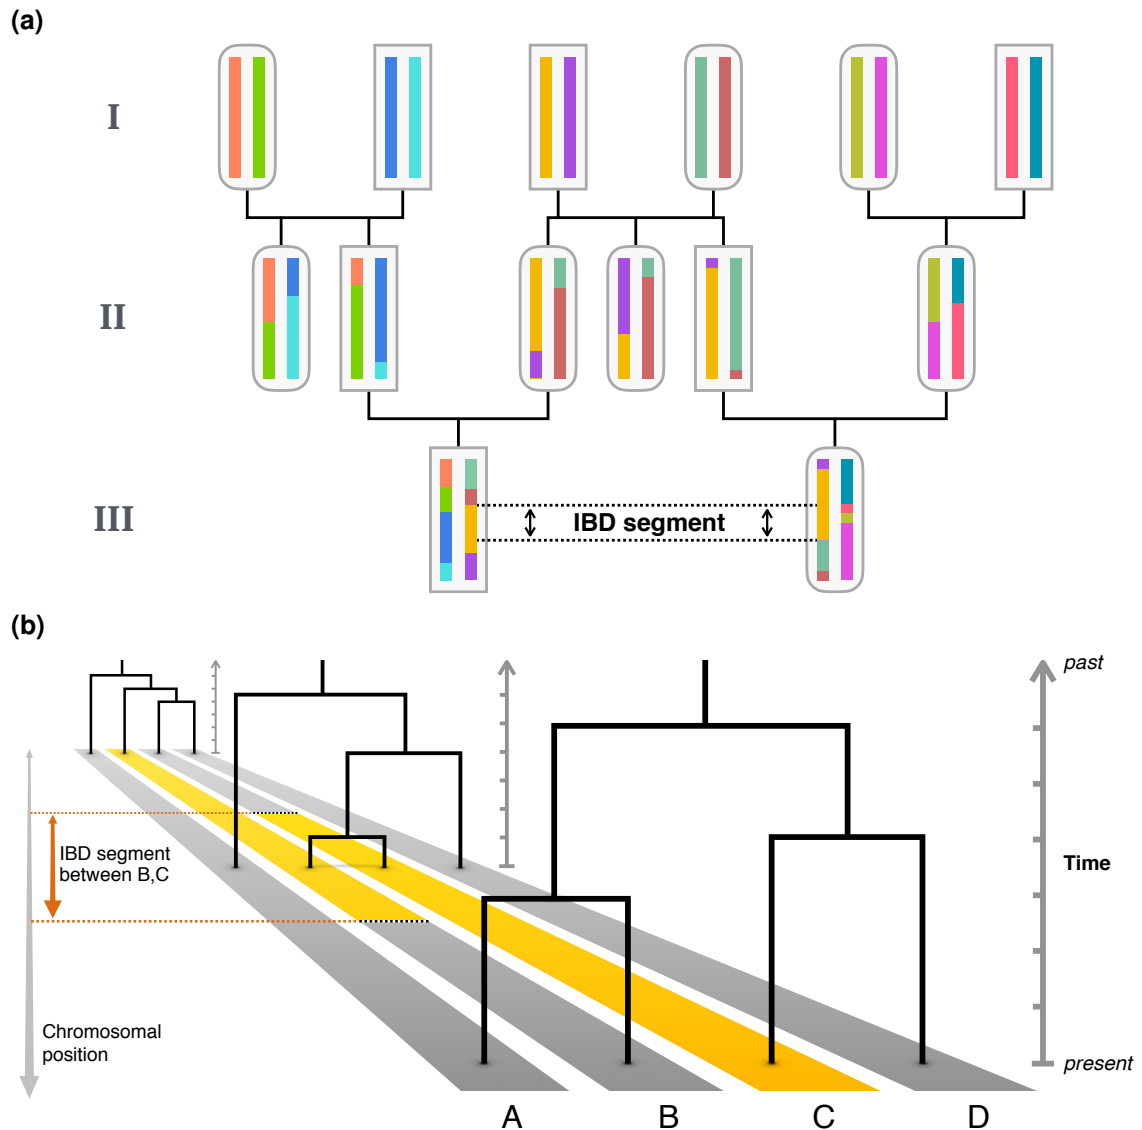 (a)
I
II
III
IBD segment
(b)
past
IBD segment
between B,C
Time
Chromosomal
position
present
A
B
C
D